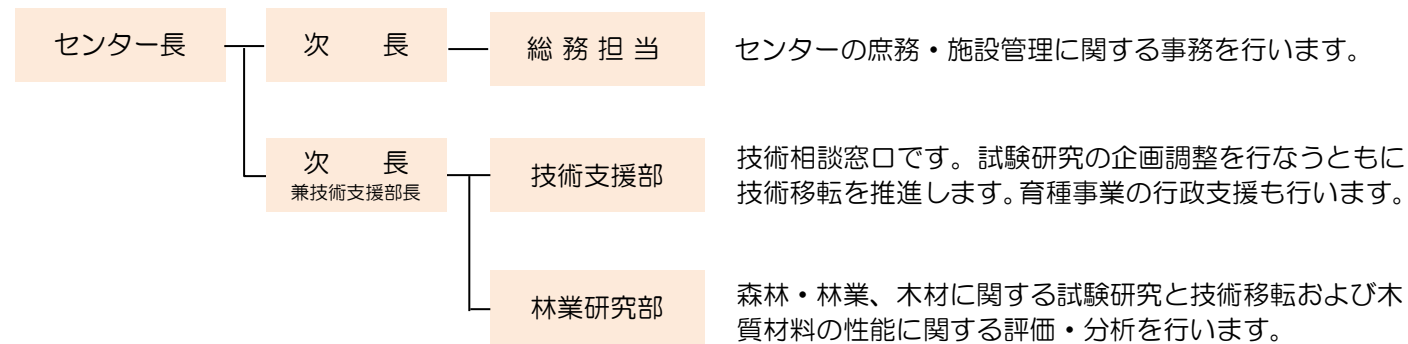 センター長
次　長
総 務 担 当
センターの庶務・施設管理に関する事務を行います。
次　長
兼技術支援部長
技術支援部
技術相談窓口です。試験研究の企画調整を行なうともに
技術移転を推進します。育種事業の行政支援も行います。
林業研究部
森林・林業、木材に関する試験研究と技術移転および木
質材料の性能に関する評価・分析を行います。